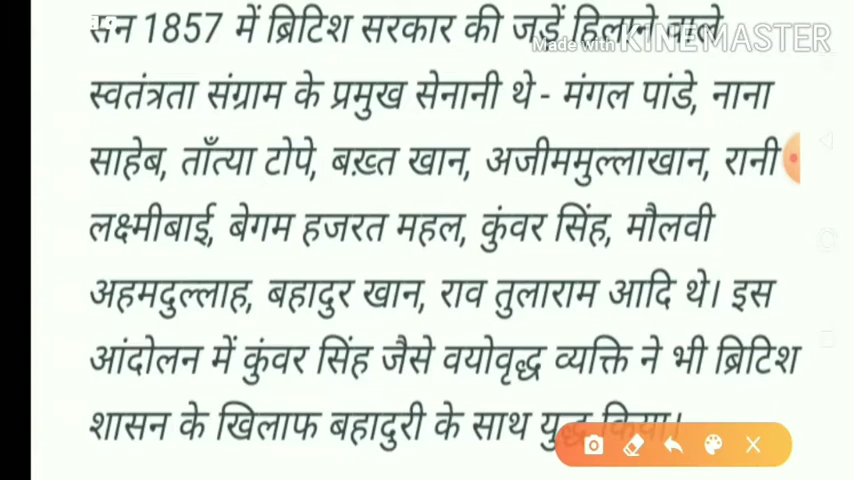 सन 1857 में ब्रिटिश सरकार की जड़ें हिलाने वाले
Made with KINEMASTER
स्वतंत्रता संग्राम के प्रमुख सेनानी थे - मंगल पांडे, नाना
साहेब, ताँत्या टोपे, बख़्त खान, अजीममुल्लाखान, रानी
लक्ष्मीबाई, बेगम हजरत महल, कुंवर सिंह, मौलवी
अहमदुल्लाह, बहादुर खान, राव तुलाराम आदि थे। इस
आंदोलन में कुंवर सिंह जैसे वयोवृद्ध व्यक्ति ने भी ब्रिटिश
शासन के खिलाफ बहादुरी के साथ युद्ध किया।